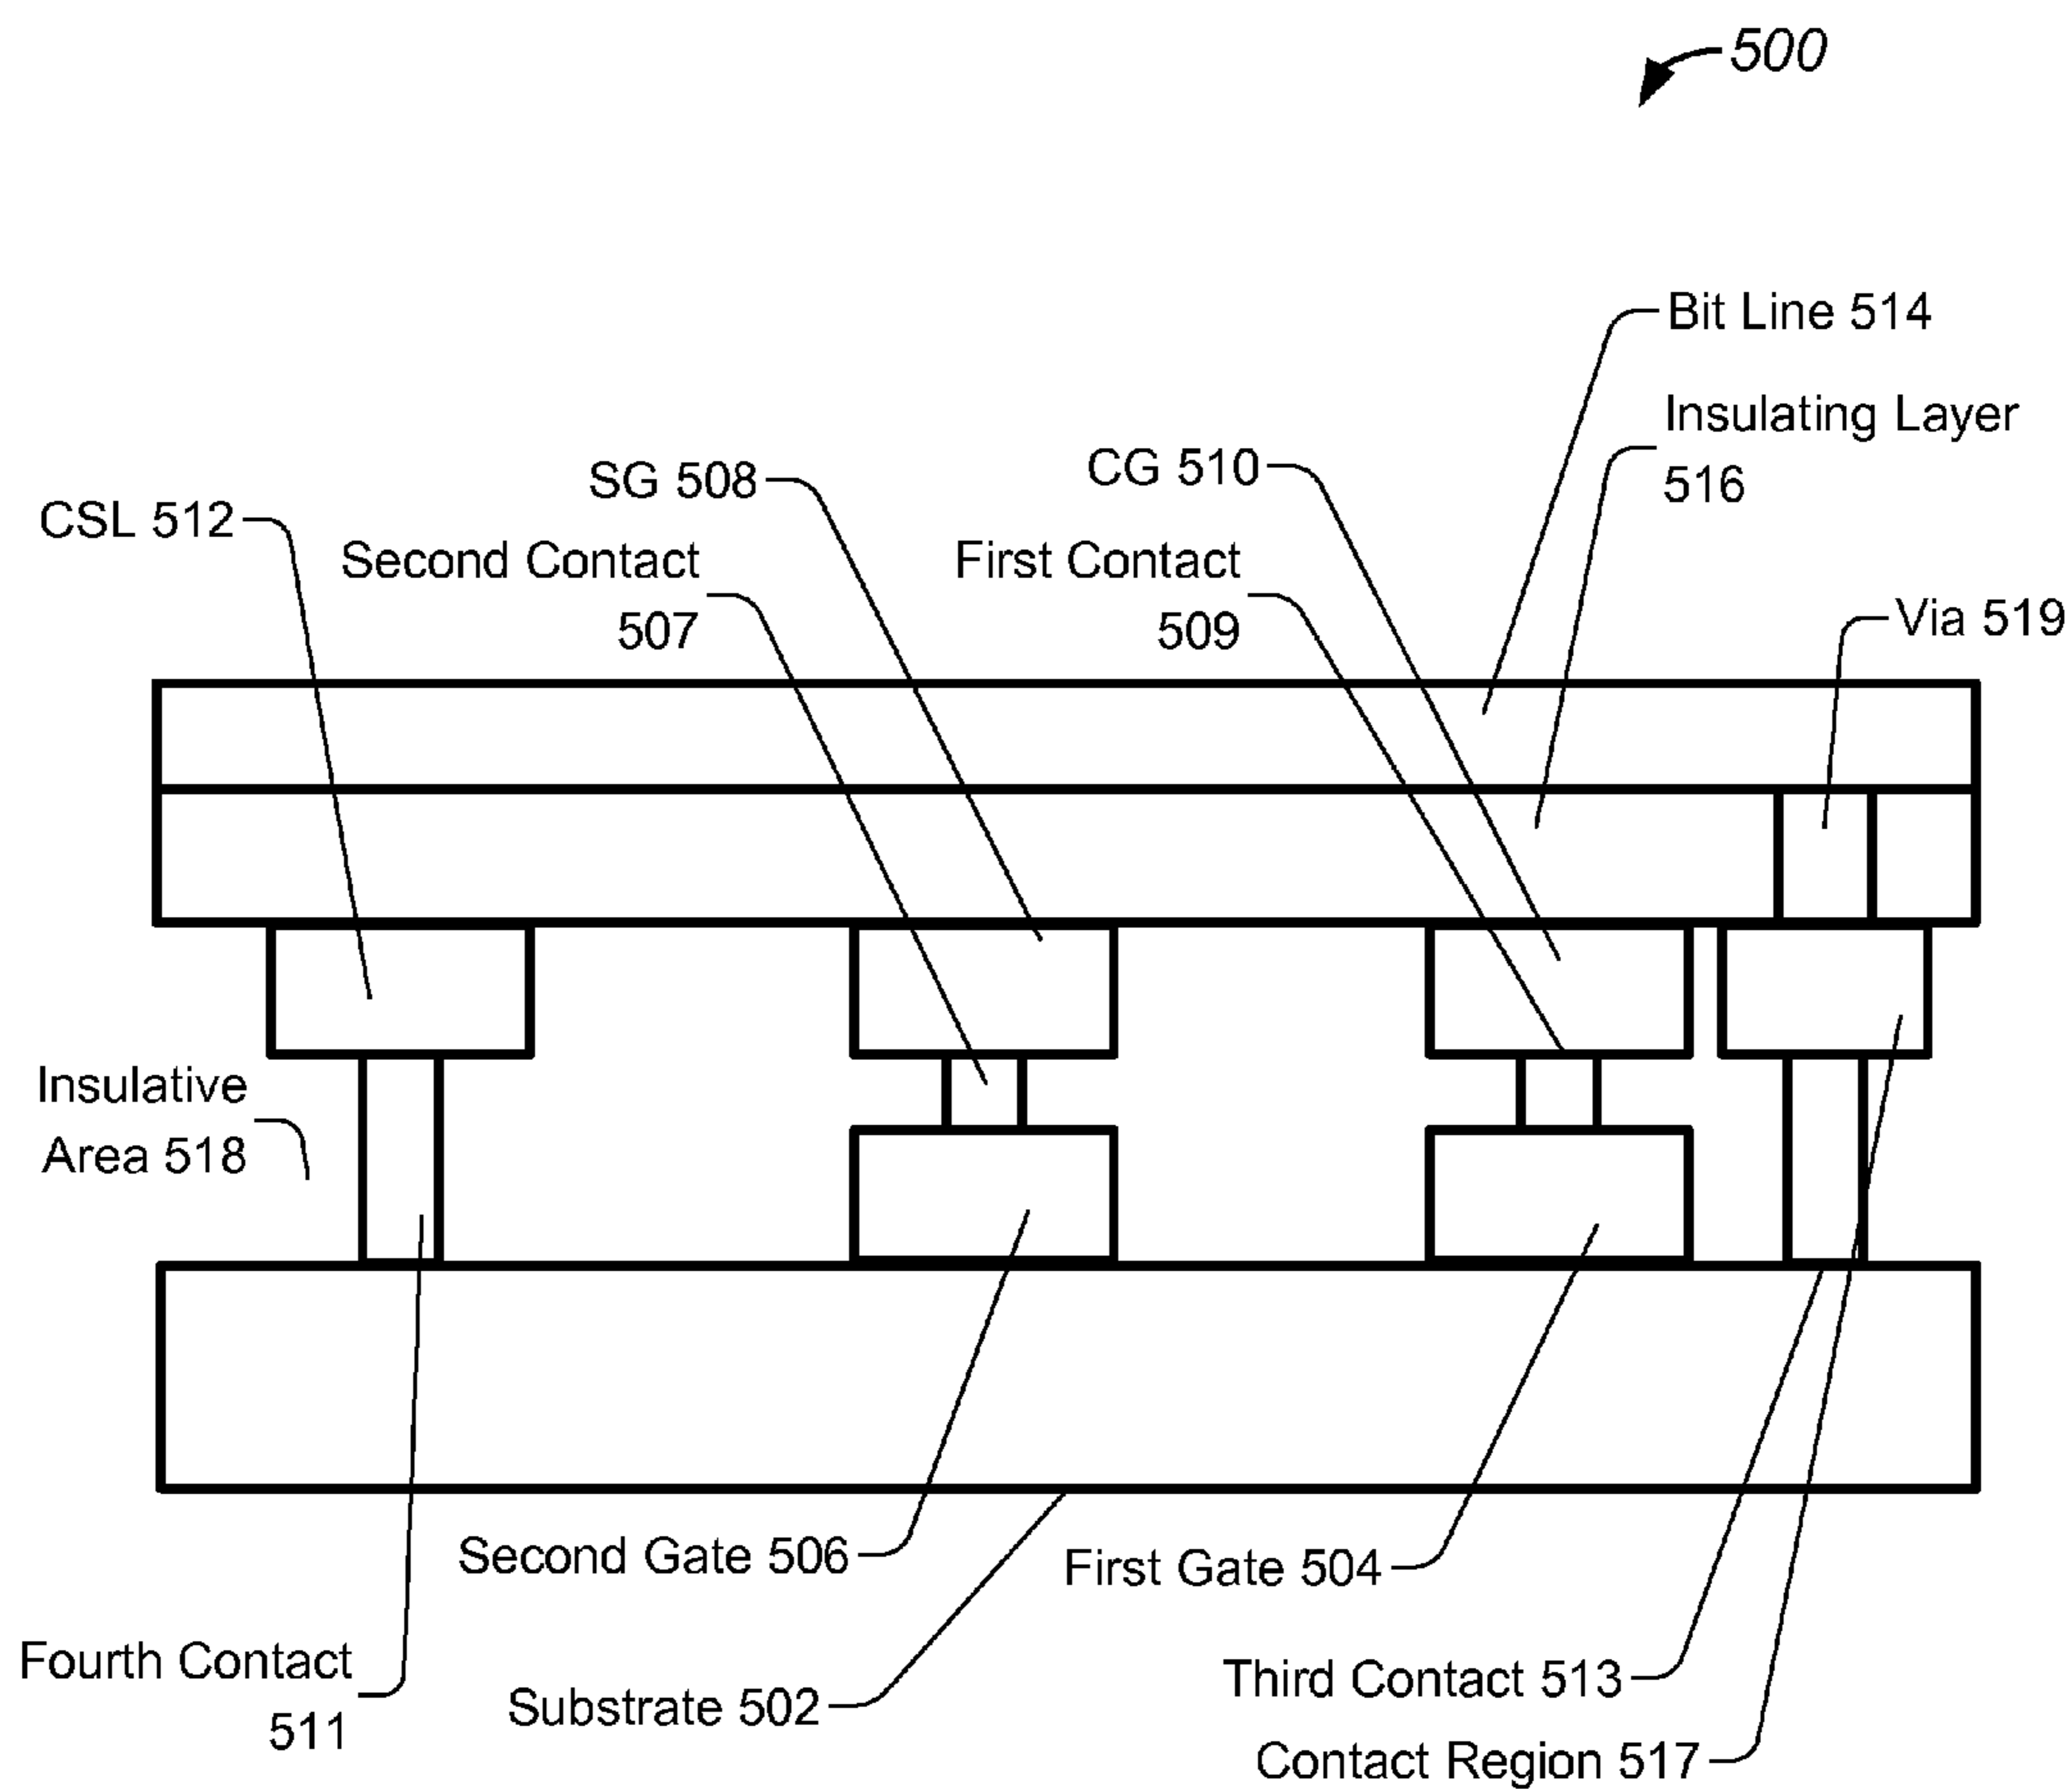 500
Bit Line 514
Insulating Layer
516
CG 510
SG 508
CSL 512
Second Contact
507
First Contact
509
Via 519
Insulative
Area 518
Second Gate 506
First Gate 504
Fourth Contact
511
Substrate 502
Third Contact 513
Contact Region 517